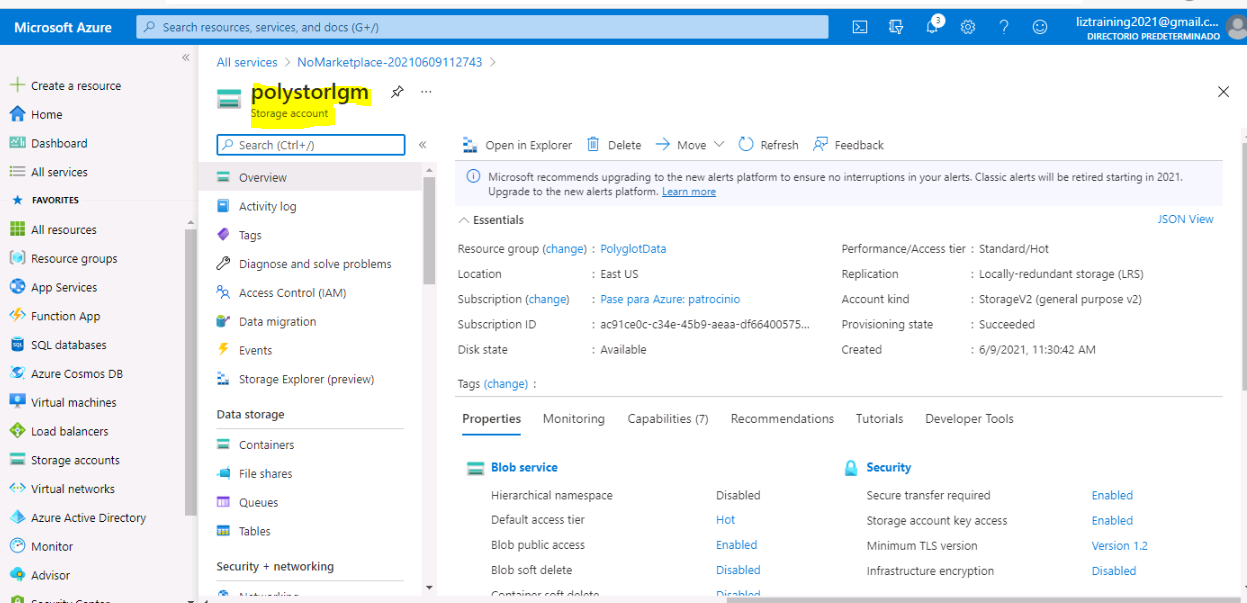 Microsoft Azure
Search resources, services, and docs (G+/)
3
liztraining2021@gmail.c...
DIRECTORIO PREDETERMINADO
Create a resource
Home
Dashboard
All services
FAVORITES
All resources
Resource groups
App Services
Function App
SQL databases
Azure Cosmos DB
Virtual machines
Load balancers
Storage accounts
Virtual networks
Azure Active Directory
Monitor
Advisor
Security Center
All services > NoMarketplace-20210609112743 >
polystorlgm
Storage account
Search (Ctrl+/)
Overview
Activity log
Tags
Diagnose and solve problems
Access Control (IAM)
Data migration
Events
Storage Explorer (preview)
Data storage
Containers
File shares
Queues
Tables
Security + networking
Networking
Open in Explorer Delete Move Refresh Feedback
Microsoft recommends upgrading to the new alerts platform to ensure no interruptions in your alerts. Classic alerts will be retired starting in 2021.
Upgrade to the new alerts platform. Learn more
Essentials
JSON View
Resource group (change) : PolyglotData
Location : East US
Subscription (change) : Pase para Azure: patrocinio
Subscription ID : ac91ce0c-c34e-45b9-aeaa-df66400575...
Disk state : Available
Performance/Access tier : Standard/Hot
Replication : Locally-redundant storage (LRS)
Account kind : StorageV2 (general purpose v2)
Provisioning state : Succeeded
Created : 6/9/2021, 11:30:42 AM
Tags (change) :
Properties Monitoring Capabilities (7) Recommendations Tutorials Developer Tools
Blob service
Hierarchical namespace Disabled
Default access tier Hot
Blob public access Enabled
Blob soft delete Disabled
Container soft delete Disabled
Security
Secure transfer required Enabled
Storage account key access Enabled
Minimum TLS version Version 1.2
Infrastructure encryption Disabled